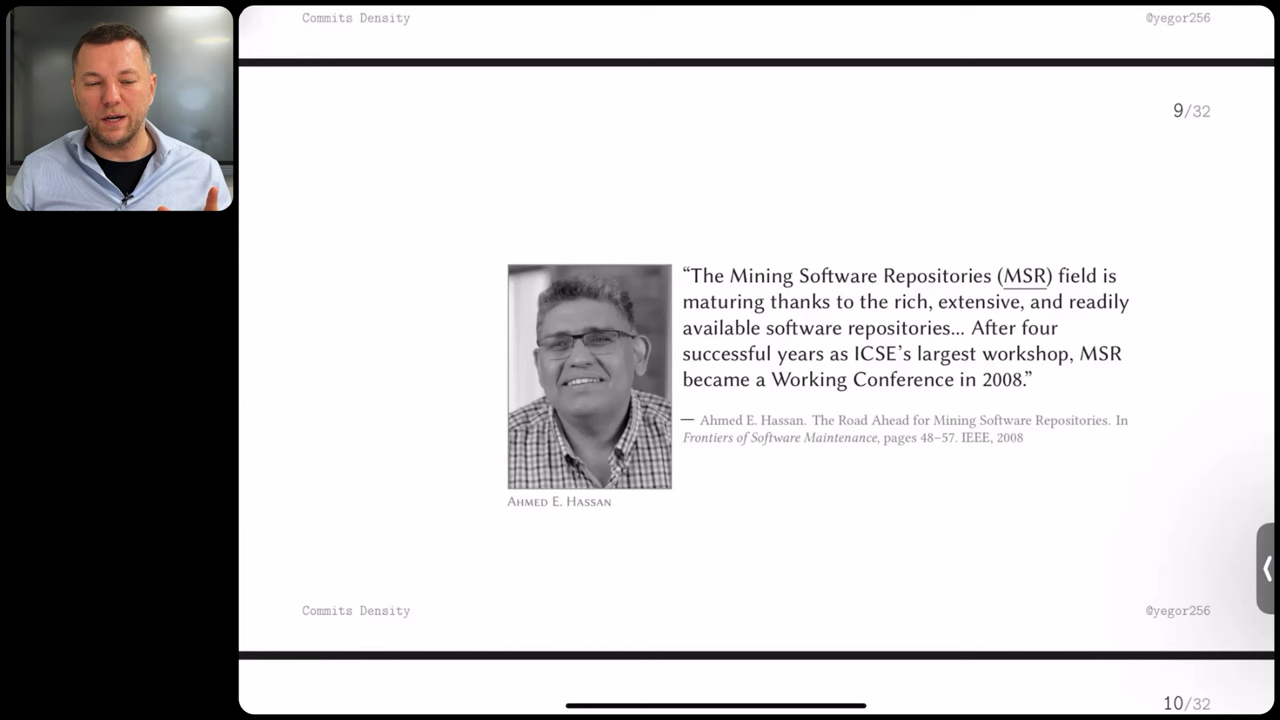 Commits Density
@yegor256
9/32
“The Mining Software Repositories (MSR) field is
maturing thanks to the rich, extensive, and readily
available software repositories... After four
successful years as ICSE’s largest workshop, MSR
became a Working Conference in 2008.”
— Ahmed E. Hassan. The Road Ahead for Mining Software Repositories. In
Frontiers of Software Maintenance, pages 48–57. IEEE, 2008
Ahmed E. Hassan
Commits Density
@yegor256
10/32